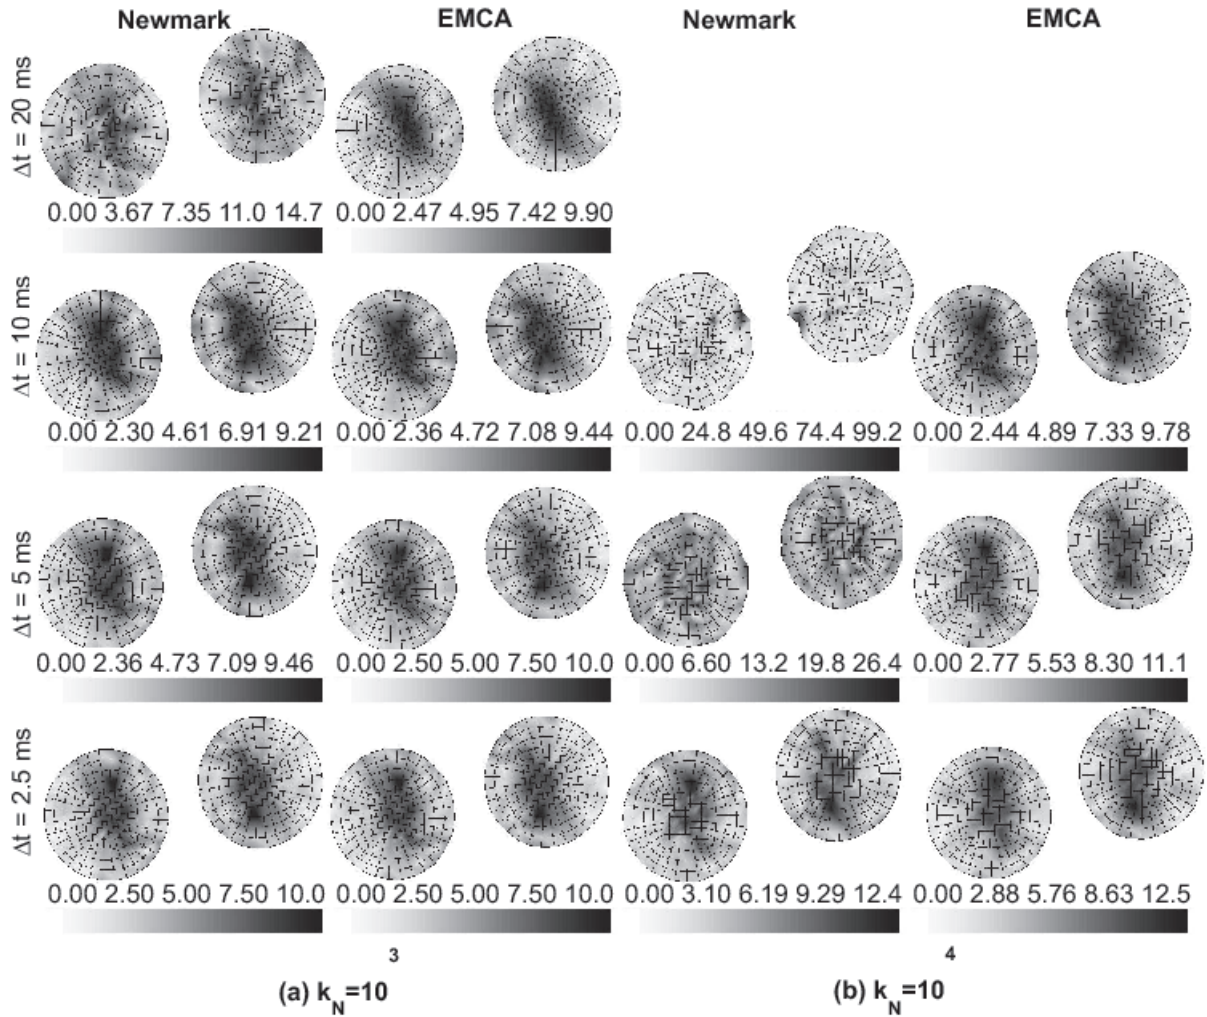 Newmark EMCA Newmark EMCA
Δt = 20 ms
0.00 3.67 7.35 11.0 14.7 0.00 2.47 4.95 7.42 9.90
Δt = 10 ms
0.00 2.30 4.61 6.91 9.21 0.00 2.36 4.72 7.08 9.44 0.00 24.8 49.6 74.4 99.2 0.00 2.44 4.89 7.33 9.78
Δt = 5 ms
0.00 2.36 4.73 7.09 9.46 0.00 2.50 5.00 7.50 10.0 0.00 6.60 13.2 19.8 26.4 0.00 2.77 5.53 8.30 11.1
Δt = 2.5 ms
0.00 2.50 5.00 7.50 10.0 0.00 2.50 5.00 7.50 10.0 0.00 3.10 6.19 9.29 12.4 0.00 2.88 5.76 8.63 12.5
3 4
(a) kN=10 (b) kN=10